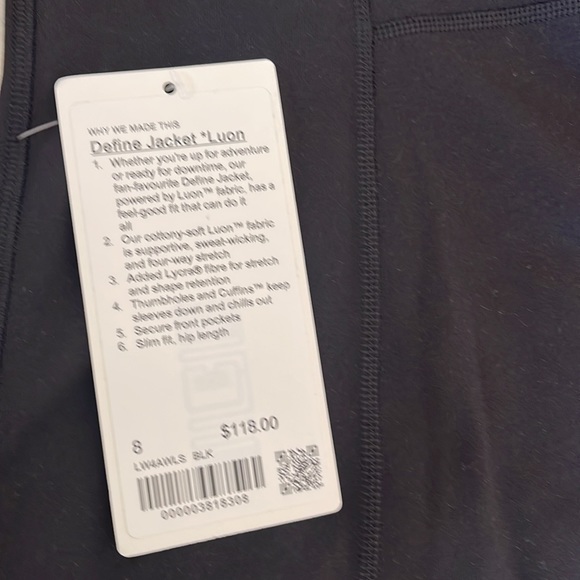 WHY WE MADE THIS
Define Jacket *Luon
1. Whether you're up for adventure
or ready for downtime, our
fan-favourite Define Jacket,
powered by Luon™ fabric, has a
feel-good fit that can do it
all
2. Our cottony-soft Luon™ fabric
is supportive, sweat-wicking,
and four-way stretch
3. Added Lycra® fibre for stretch
and shape retention
4. Thumbholes and Cuffins™ keep
sleeves down and chills out
5. Secure front pockets
6. Slim fit, hip length
8 $118.00
LW4AWLS BLK
000003818308